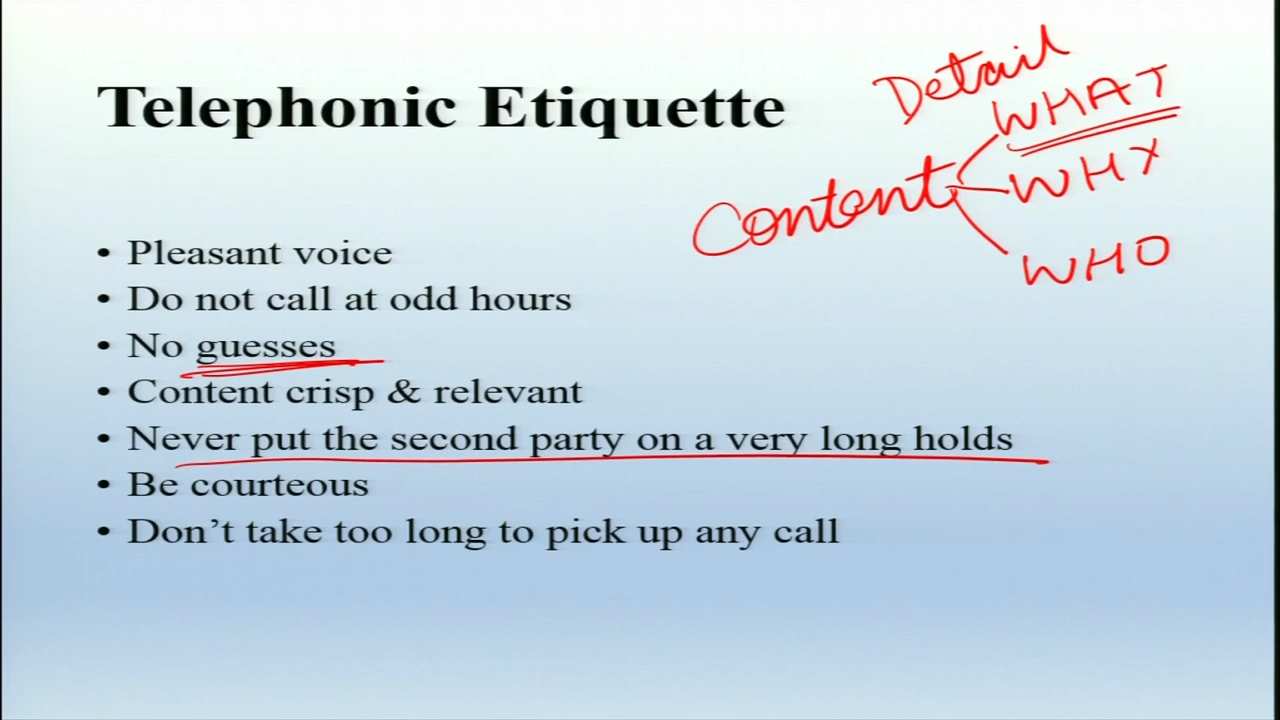 Telephonic Etiquette
Detail
WHAT
Content
WHY
WHO
• Pleasant voice
• Do not call at odd hours
• No guesses
• Content crisp & relevant
• Never put the second party on a very long holds
• Be courteous
• Don’t take too long to pick up any call